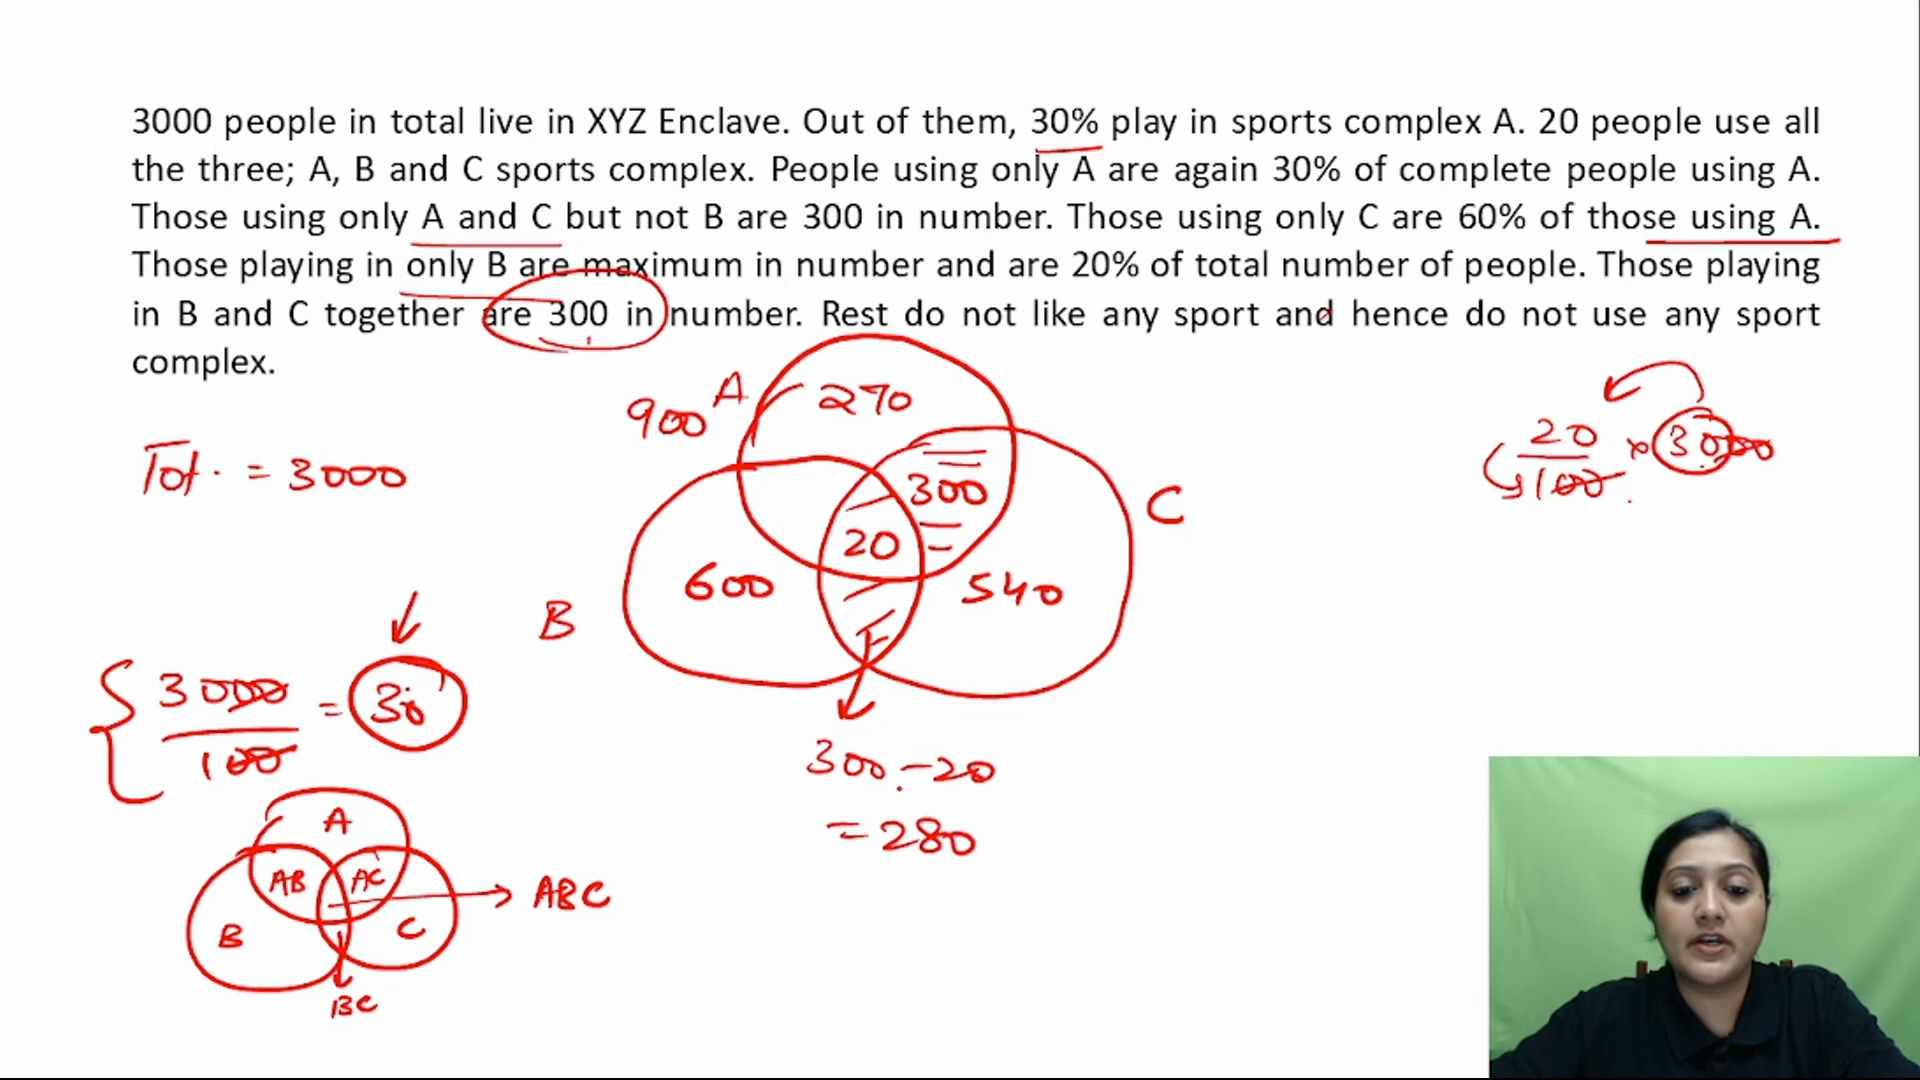 3000 people in total live in XYZ Enclave. Out of them, 30% play in sports complex A. 20 people use all
the three; A, B and C sports complex. People using only A are again 30% of complete people using A.
Those using only A and C but not B are 300 in number. Those using only C are 60% of those using A.
Those playing in only B are maximum in number and are 20% of total number of people. Those playing
in B and C together are 300 in number. Rest do not like any sport and hence do not use any sport
complex.
A
270
900
20
100
× 3000
Tot. = 3000
300
C
20
600
540
B
3000
100
= 30
300 - 20
= 280
A
AB
AC
ABC
B
C
BC